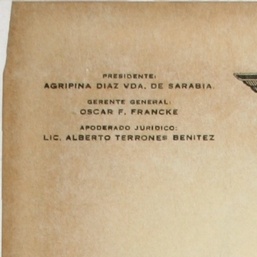 PRESIDENTE:
AGRIPINA DIAZ VDA. DE SARABIA.
GERENTE GENERAL:
OSCAR F. FRANCKE
APODERADO JURIDICO:
LIC. ALBERTO TERRONES BENITEZ